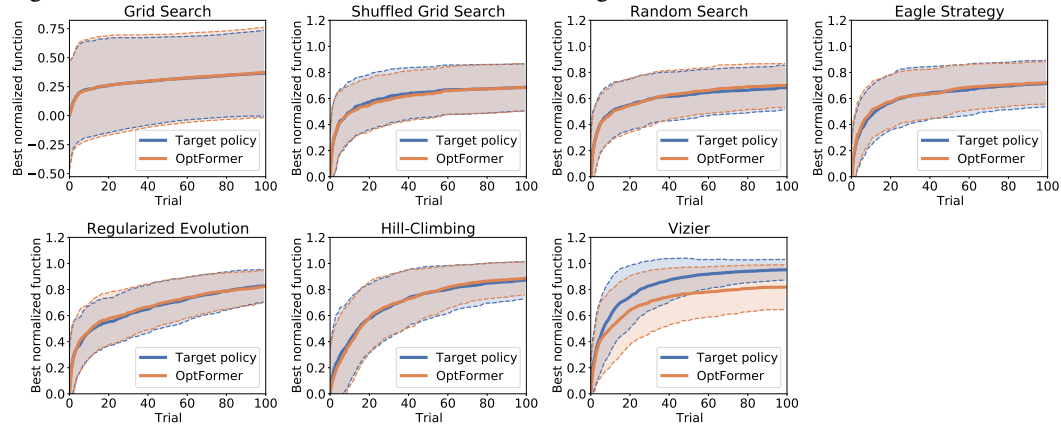 Grid Search
Best normalized function
0.75
0.50
0.25
0.00
−0.25
−0.50
0 20 40 60 80 100
Trial
Target policy
OptFormer
Shuffled Grid Search
Best normalized function
1.2
1.0
0.8
0.6
0.4
0.2
0.0
0 20 40 60 80 100
Trial
Target policy
OptFormer
Random Search
Best normalized function
1.2
1.0
0.8
0.6
0.4
0.2
0.0
0 20 40 60 80 100
Trial
Target policy
OptFormer
Eagle Strategy
Best normalized function
1.2
1.0
0.8
0.6
0.4
0.2
0.0
0 20 40 60 80 100
Trial
Target policy
OptFormer
Regularized Evolution
Best normalized function
1.2
1.0
0.8
0.6
0.4
0.2
0.0
0 20 40 60 80 100
Trial
Target policy
OptFormer
Hill-Climbing
Best normalized function
1.2
1.0
0.8
0.6
0.4
0.2
0.0
0 20 40 60 80 100
Trial
Target policy
OptFormer
Vizier
Best normalized function
1.2
1.0
0.8
0.6
0.4
0.2
0.0
0 20 40 60 80 100
Trial
Target policy
OptFormer